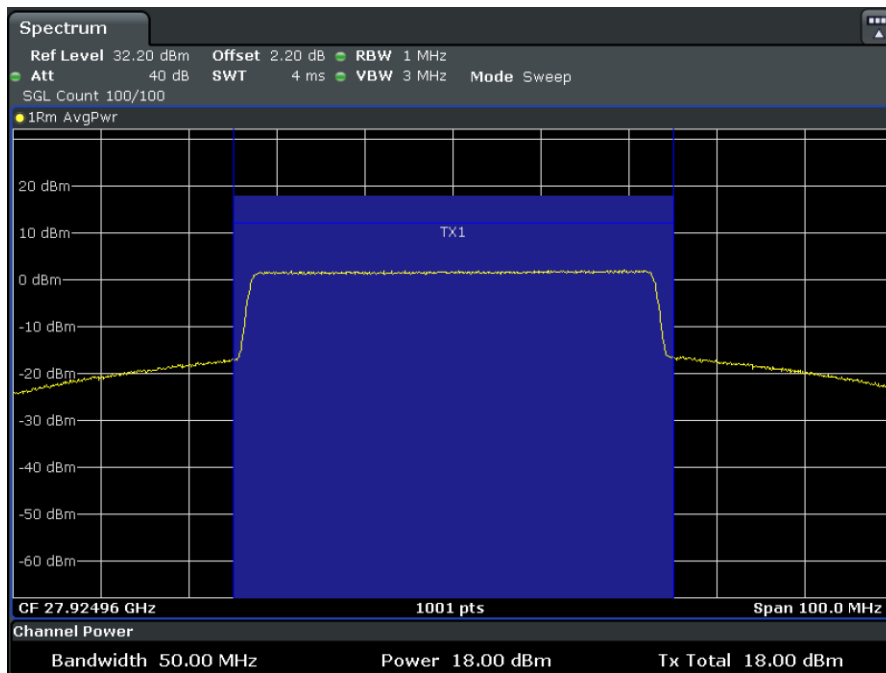 Spectrum
Ref Level 32.20 dBm Offset 2.20 dB RBW 1 MHz
Att 40 dB SWT 4 ms VBW 3 MHz Mode Sweep
SGL Count 100/100
1Rm AvgPwr
20 dBm
10 dBm
TX1
0 dBm
-10 dBm
-20 dBm
-30 dBm
-40 dBm
-50 dBm
-60 dBm
CF 27.92496 GHz 1001 pts Span 100.0 MHz
Channel Power
Bandwidth 50.00 MHz Power 18.00 dBm Tx Total 18.00 dBm